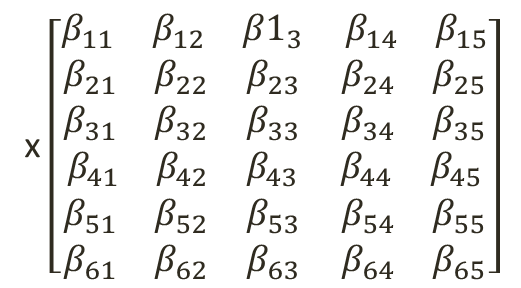 β₁₁ β₁₂ β1₃ β₁₄ β₁₅
β₂₁ β₂₂ β₂₃ β₂₄ β₂₅
β₃₁ β₃₂ β₃₃ β₃₄ β₃₅
x
β₄₁ β₄₂ β₄₃ β₄₄ β₄₅
β₅₁ β₅₂ β₅₃ β₅₄ β₅₅
β₆₁ β₆₂ β₆₃ β₆₄ β₆₅